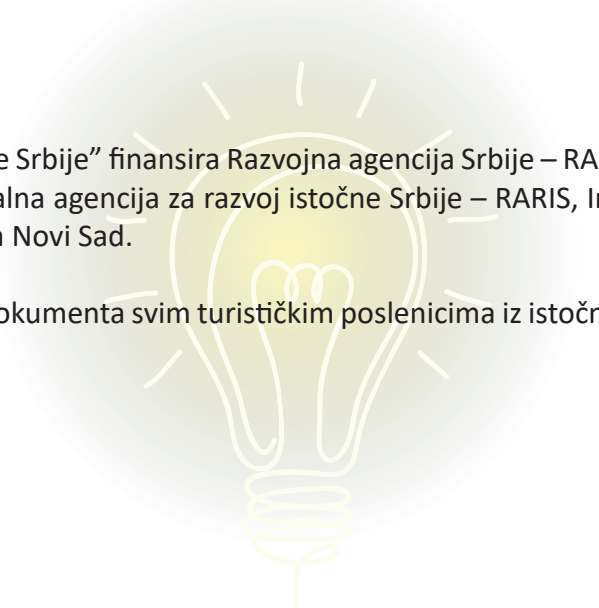 e Srbije” finansira Razvojna agencija Srbije – RA
alna agencija za razvoj istočne Srbije – RARIS, I
Novi Sad.
okumenta svim turističkim poslenicima iz istočn